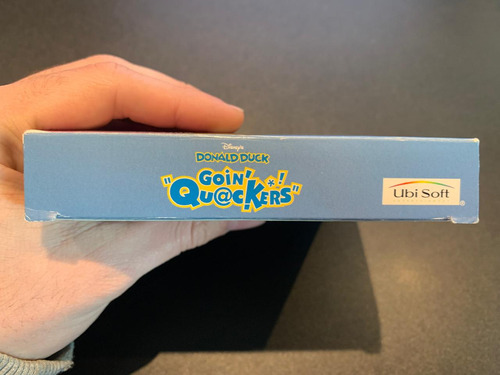 Disney's
DONALD DUCK
"GOiN'*!
QU@CKERS"
Ubi Soft
®